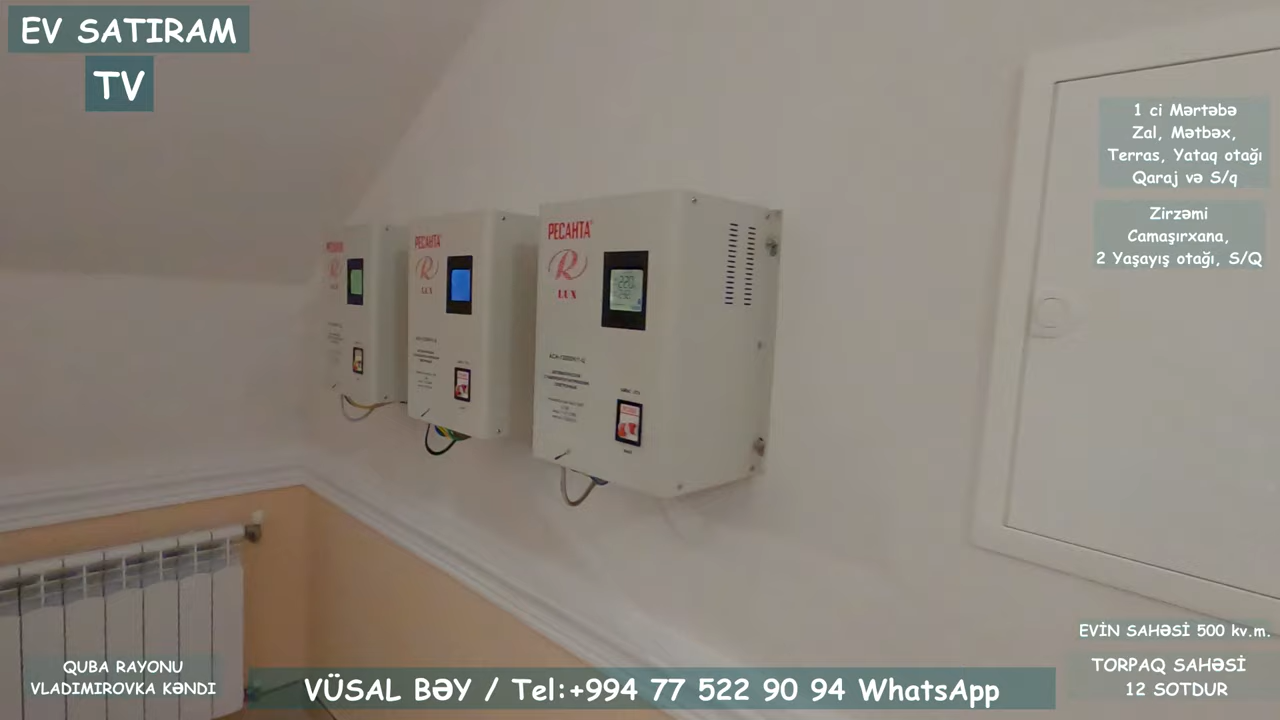 EV SATIRAM
TV
1 ci Mərtəbə
Zal, Mətbəx,
Terras, Yataq otağı
Qaraj və S/q
Zirzəmi
Camaşırxana,
2 Yaşayış otağı, S/Q
РЕСАНТА
R
LUX
РЕСАНТА
R
LUX
R
LUX
220
EVİN SAHƏSİ 500 kv.m.
TORPAQ SAHƏSİ
12 SOTDUR
QUBA RAYONU
VLADIMIROVKA KƏNDI
VÜSAL BƏY / Tel:+994 77 522 90 94 WhatsApp